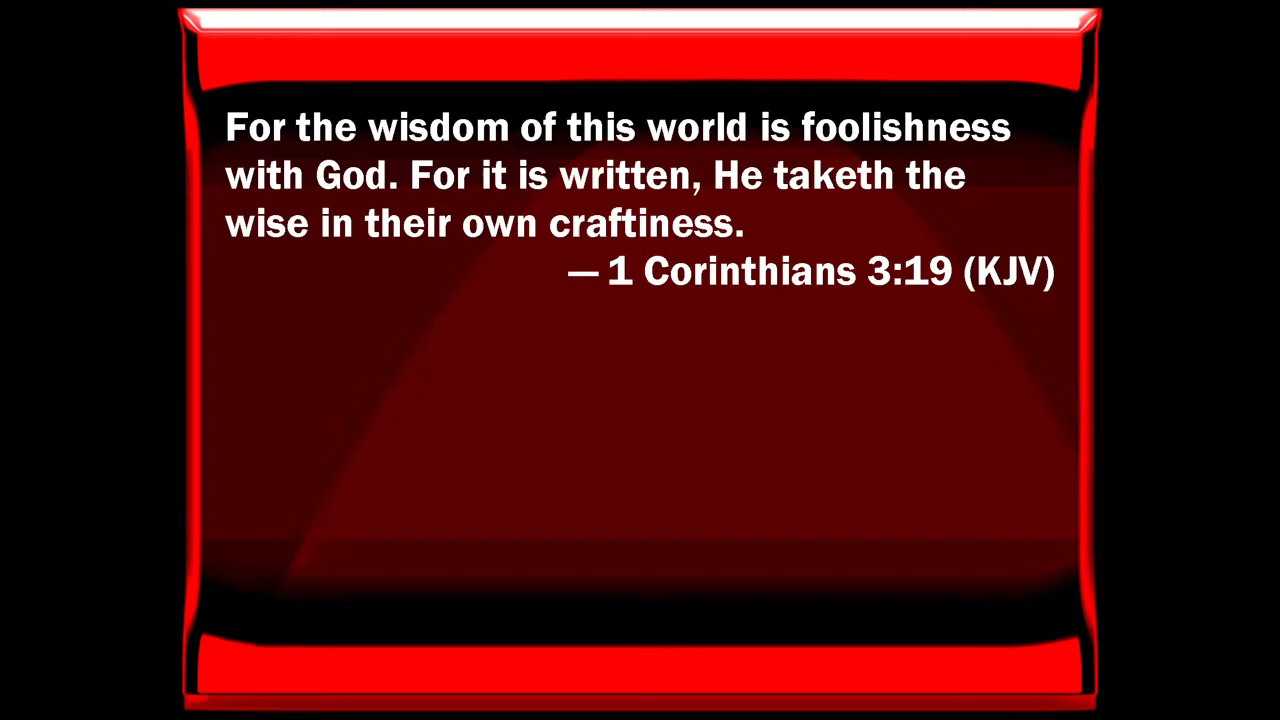 For the wisdom of this world is foolishness
with God. For it is written, He taketh the
wise in their own craftiness.
— 1 Corinthians 3:19 (KJV)